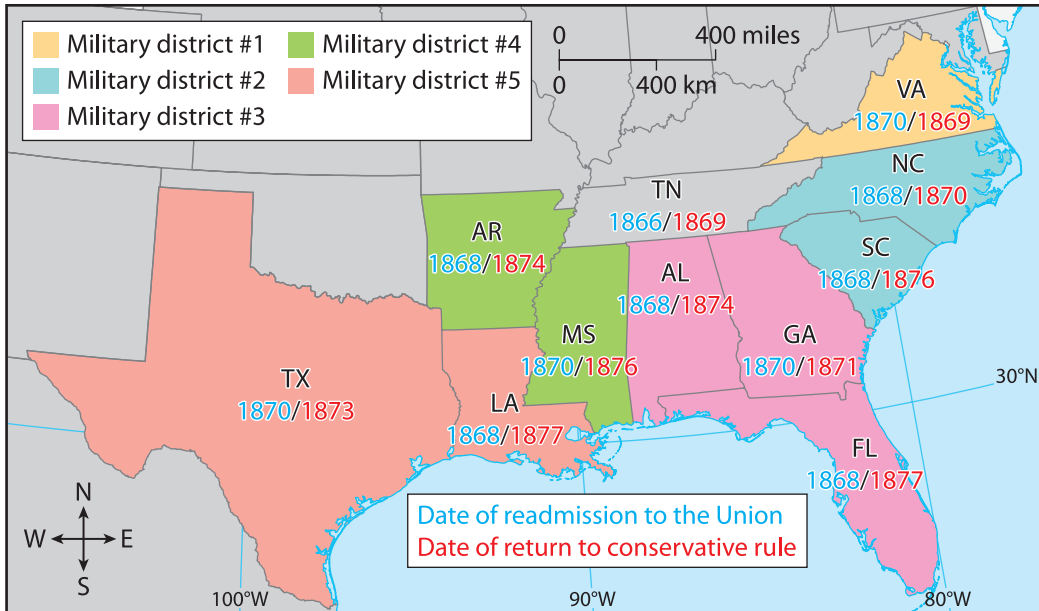 Military district #1
Military district #2
Military district #3
Military district #4
Military district #5
0 400 miles
0 400 km
VA
1870/1869
NC
1868/1870
TN
1866/1869
SC
1868/1876
AR
1868/1874
AL
1868/1874
MS
1870/1876
GA
1870/1871
TX
1870/1873
LA
1868/1877
FL
1868/1877
30°N
Date of readmission to the Union
Date of return to conservative rule
N
W E
S
100°W 90°W 80°W